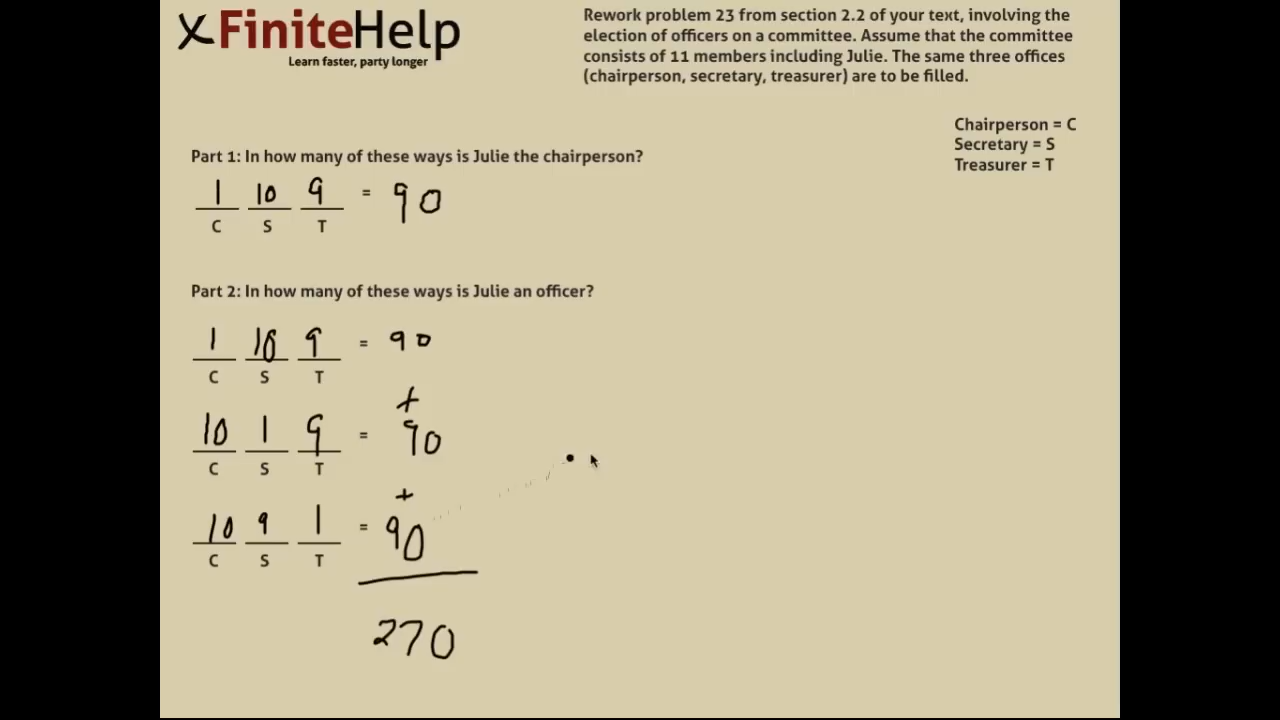 xFiniteHelp
Learn faster, party longer
Rework problem 23 from section 2.2 of your text, involving the
election of officers on a committee. Assume that the committee
consists of 11 members including Julie. The same three offices
(chairperson, secretary, treasurer) are to be filled.
Chairperson = C
Secretary = S
Treasurer = T
Part 1: In how many of these ways is Julie the chairperson?
1 10 9 = 90
C S T
Part 2: In how many of these ways is Julie an officer?
1 10 9 = 90
C S T
+
10 1 9 = 90
C S T
+
10 9 1 = 90
C S T
270